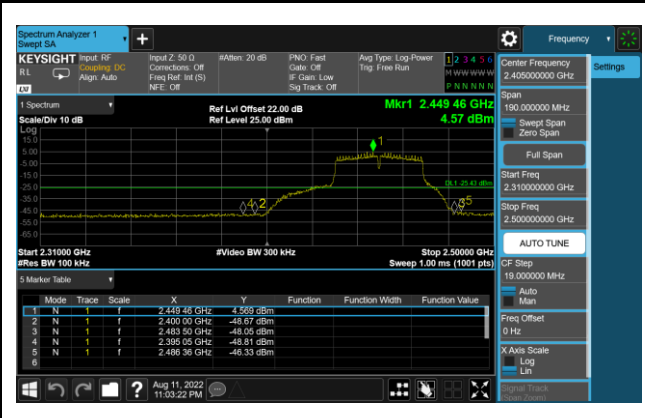 Spectrum Analyzer 1
Swept SA
Frequency
KEYSIGHT
RL
LXI
Input: RF
Coupling: DC
Align: Auto
Input Z: 50 Ω
Corrections: Off
Freq Ref: Int (S)
NFE: Off
#Atten: 20 dB
PNO: Fast
Gate: Off
IF Gain: Low
Sig Track: Off
Avg Type: Log-Power
Trig: Free Run
1 2 3 4 5 6
M W W W W W
P N N N N N
Center Frequency
2.405000000 GHz
Settings
Span
190.000000 MHz
Swept Span
Zero Span
Full Span
Start Freq
2.310000000 GHz
Stop Freq
2.500000000 GHz
AUTO TUNE
CF Step
19.000000 MHz
Auto
Man
Freq Offset
0 Hz
X Axis Scale
Log
Lin
Signal Track
(Span Zoom)
1 Spectrum
Scale/Div 10 dB
Ref Lvl Offset 22.00 dB
Ref Level 25.00 dBm
Mkr1 2.449 46 GHz
4.57 dBm
Log
15.0
5.00
-5.00
-15.0
-25.0
-35.0
-45.0
-55.0
-65.0
1
DL1 -25.43 dBm
4 2
3 5
Start 2.31000 GHz
#Res BW 100 kHz
#Video BW 300 kHz
Stop 2.50000 GHz
Sweep 1.00 ms (1001 pts)
5 Marker Table
Mode Trace Scale X Y Function Function Width Function Value
1 N 1 f 2.449 46 GHz 4.569 dBm
2 N 1 f 2.400 00 GHz -48.67 dBm
3 N 1 f 2.483 50 GHz -48.05 dBm
4 N 1 f 2.395 05 GHz -48.81 dBm
5 N 1 f 2.486 36 GHz -46.33 dBm
6
?
Aug 11, 2022
11:03:22 PM